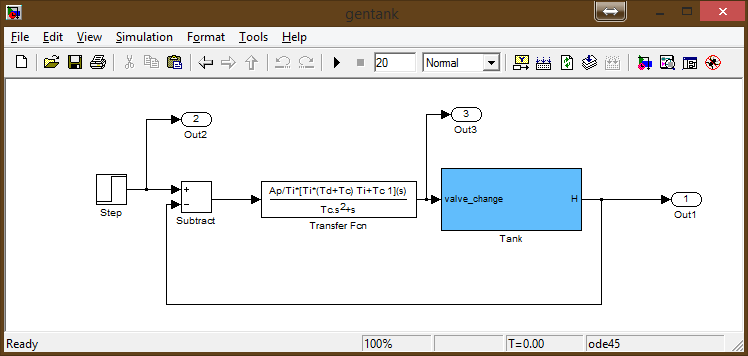 gentank
File Edit View Simulation Format Tools Help
20 Normal
3
Out3
2
Out2
Step
+
−
Subtract
Ap/Ti*[Ti*(Td+Tc) Ti+Tc 1](s)
Tc.s2+s
Transfer Fcn
valve_change H
Tank
1
Out1
Ready 100% T=0.00 ode45